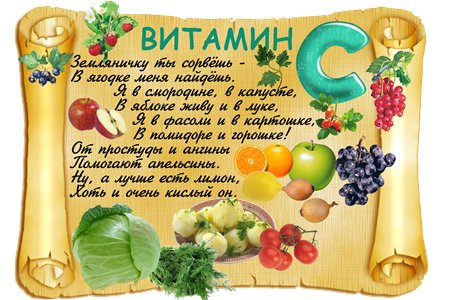 ВИТАМИН С
Земляничку ты сорвёшь -
В ягодке меня найдёшь.
Я в смородине, в капусте,
В яблоке живу и в луке,
Я в фасоли и в картошке,
В помидоре и горошке!
От простуды и ангины
Помогают апельсины.
Ну, а лучше есть лимон,
Хоть и очень кислый он.